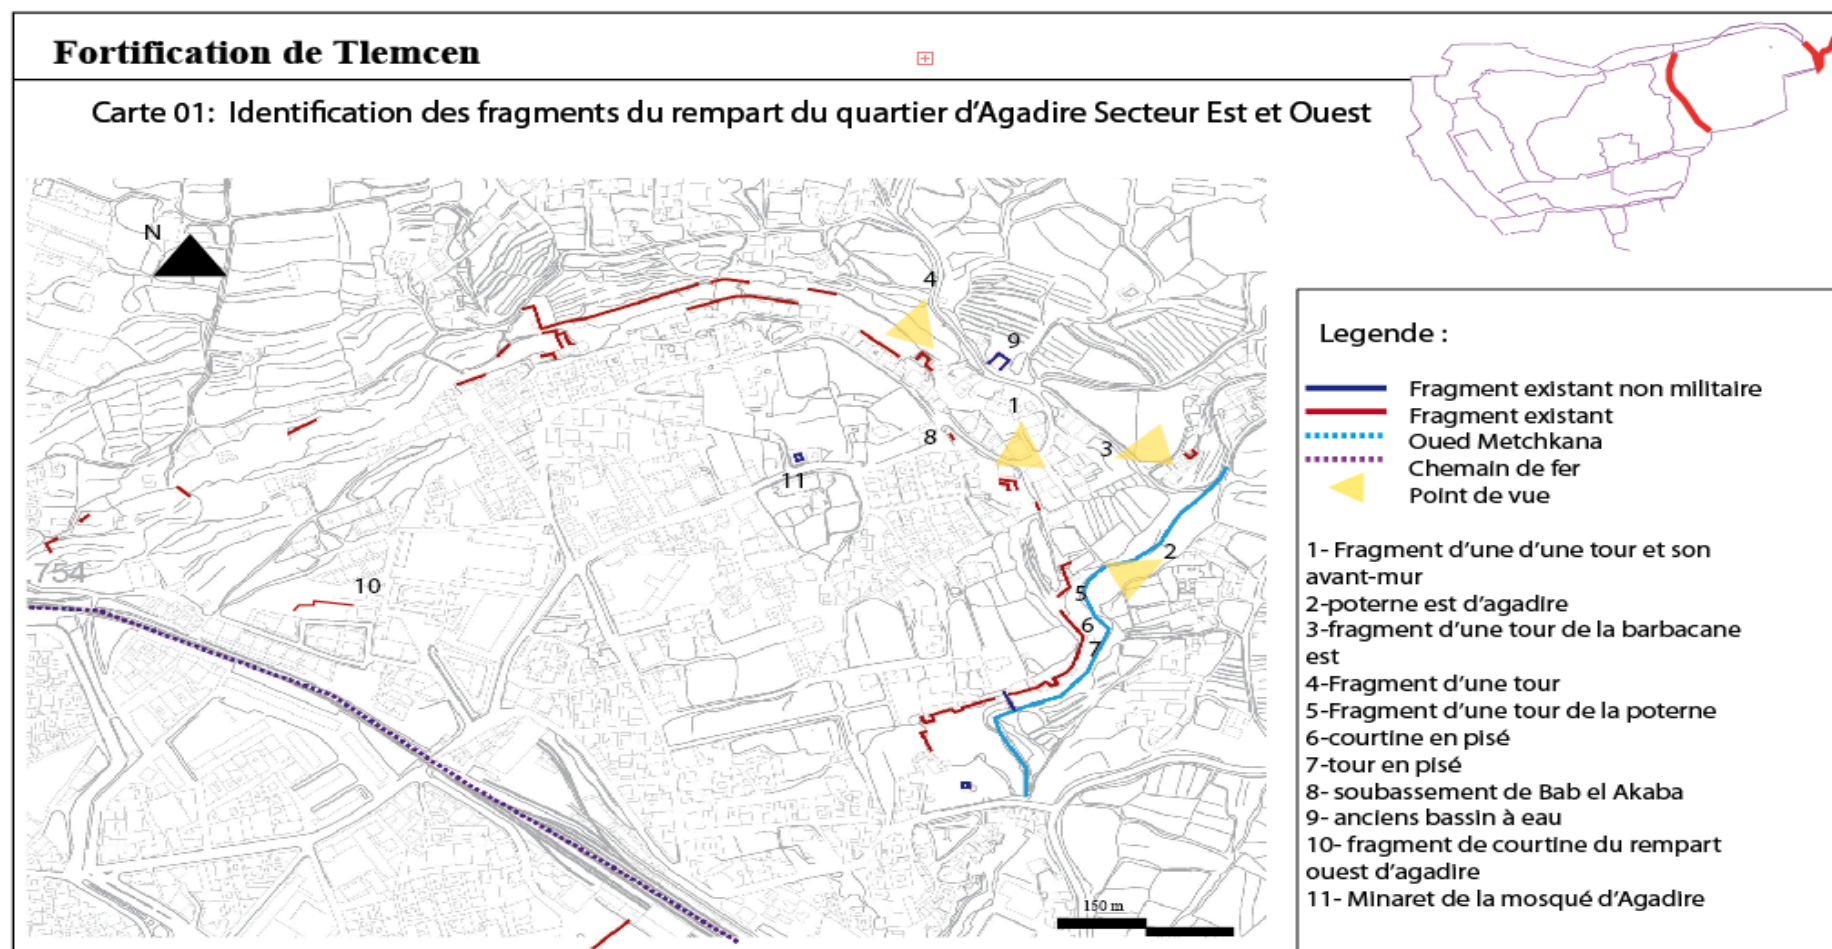 Fortification de Tlemcen
Carte 01: Identification des fragments du rempart du quartier d'Agadire Secteur Est et Ouest
N
4
9
1
8
3
11
2
754
10
5
6
7
150 m
Legende :
Fragment existant non militaire
Fragment existant
Oued Metchkana
Chemain de fer
Point de vue
1- Fragment d'une d'une tour et son
avant-mur
2-poterne est d'agadire
3-fragment d'une tour de la barbacane
est
4-Fragment d'une tour
5-Fragment d'une tour de la poterne
6-courtine en pisé
7-tour en pisé
8- soubassement de Bab el Akaba
9- anciens bassin à eau
10- fragment de courtine du rempart
ouest d'agadire
11- Minaret de la mosqué d'Agadire